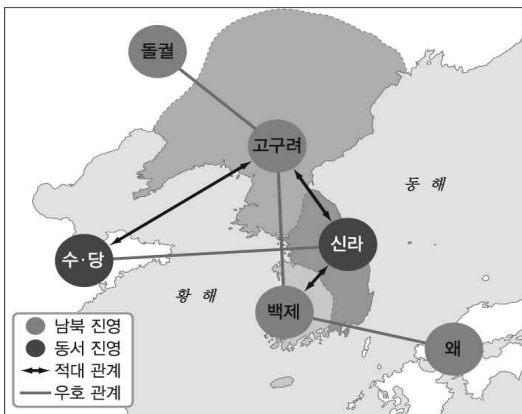 돌궐
고구려
동 해
신라
수·당
황 해
백제
왜
남북 진영
동서 진영
적대 관계
우호 관계